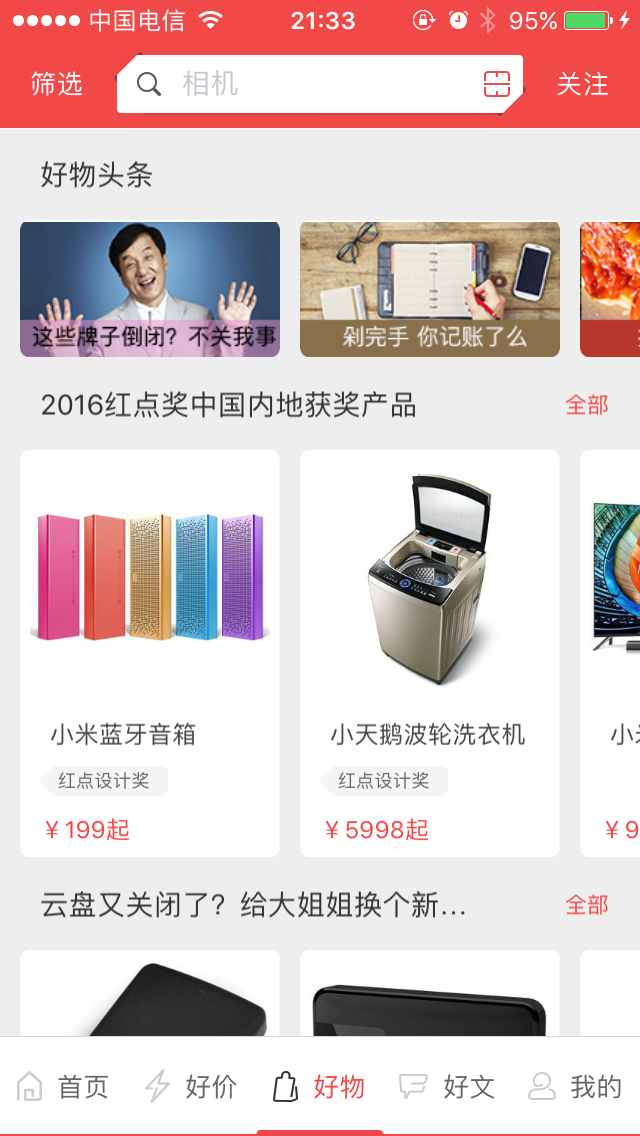 中国电信 21:33 95%
筛选 相机 关注
好物头条
这些牌子倒闭？不关我事
剁完手 你记账了么
2016红点奖中国内地获奖产品 全部
小米蓝牙音箱
红点设计奖
￥199起
小天鹅波轮洗衣机
红点设计奖
￥5998起
￥9
云盘又关闭了？给大姐姐换个新... 全部
首页 好价 好物 好文 我的